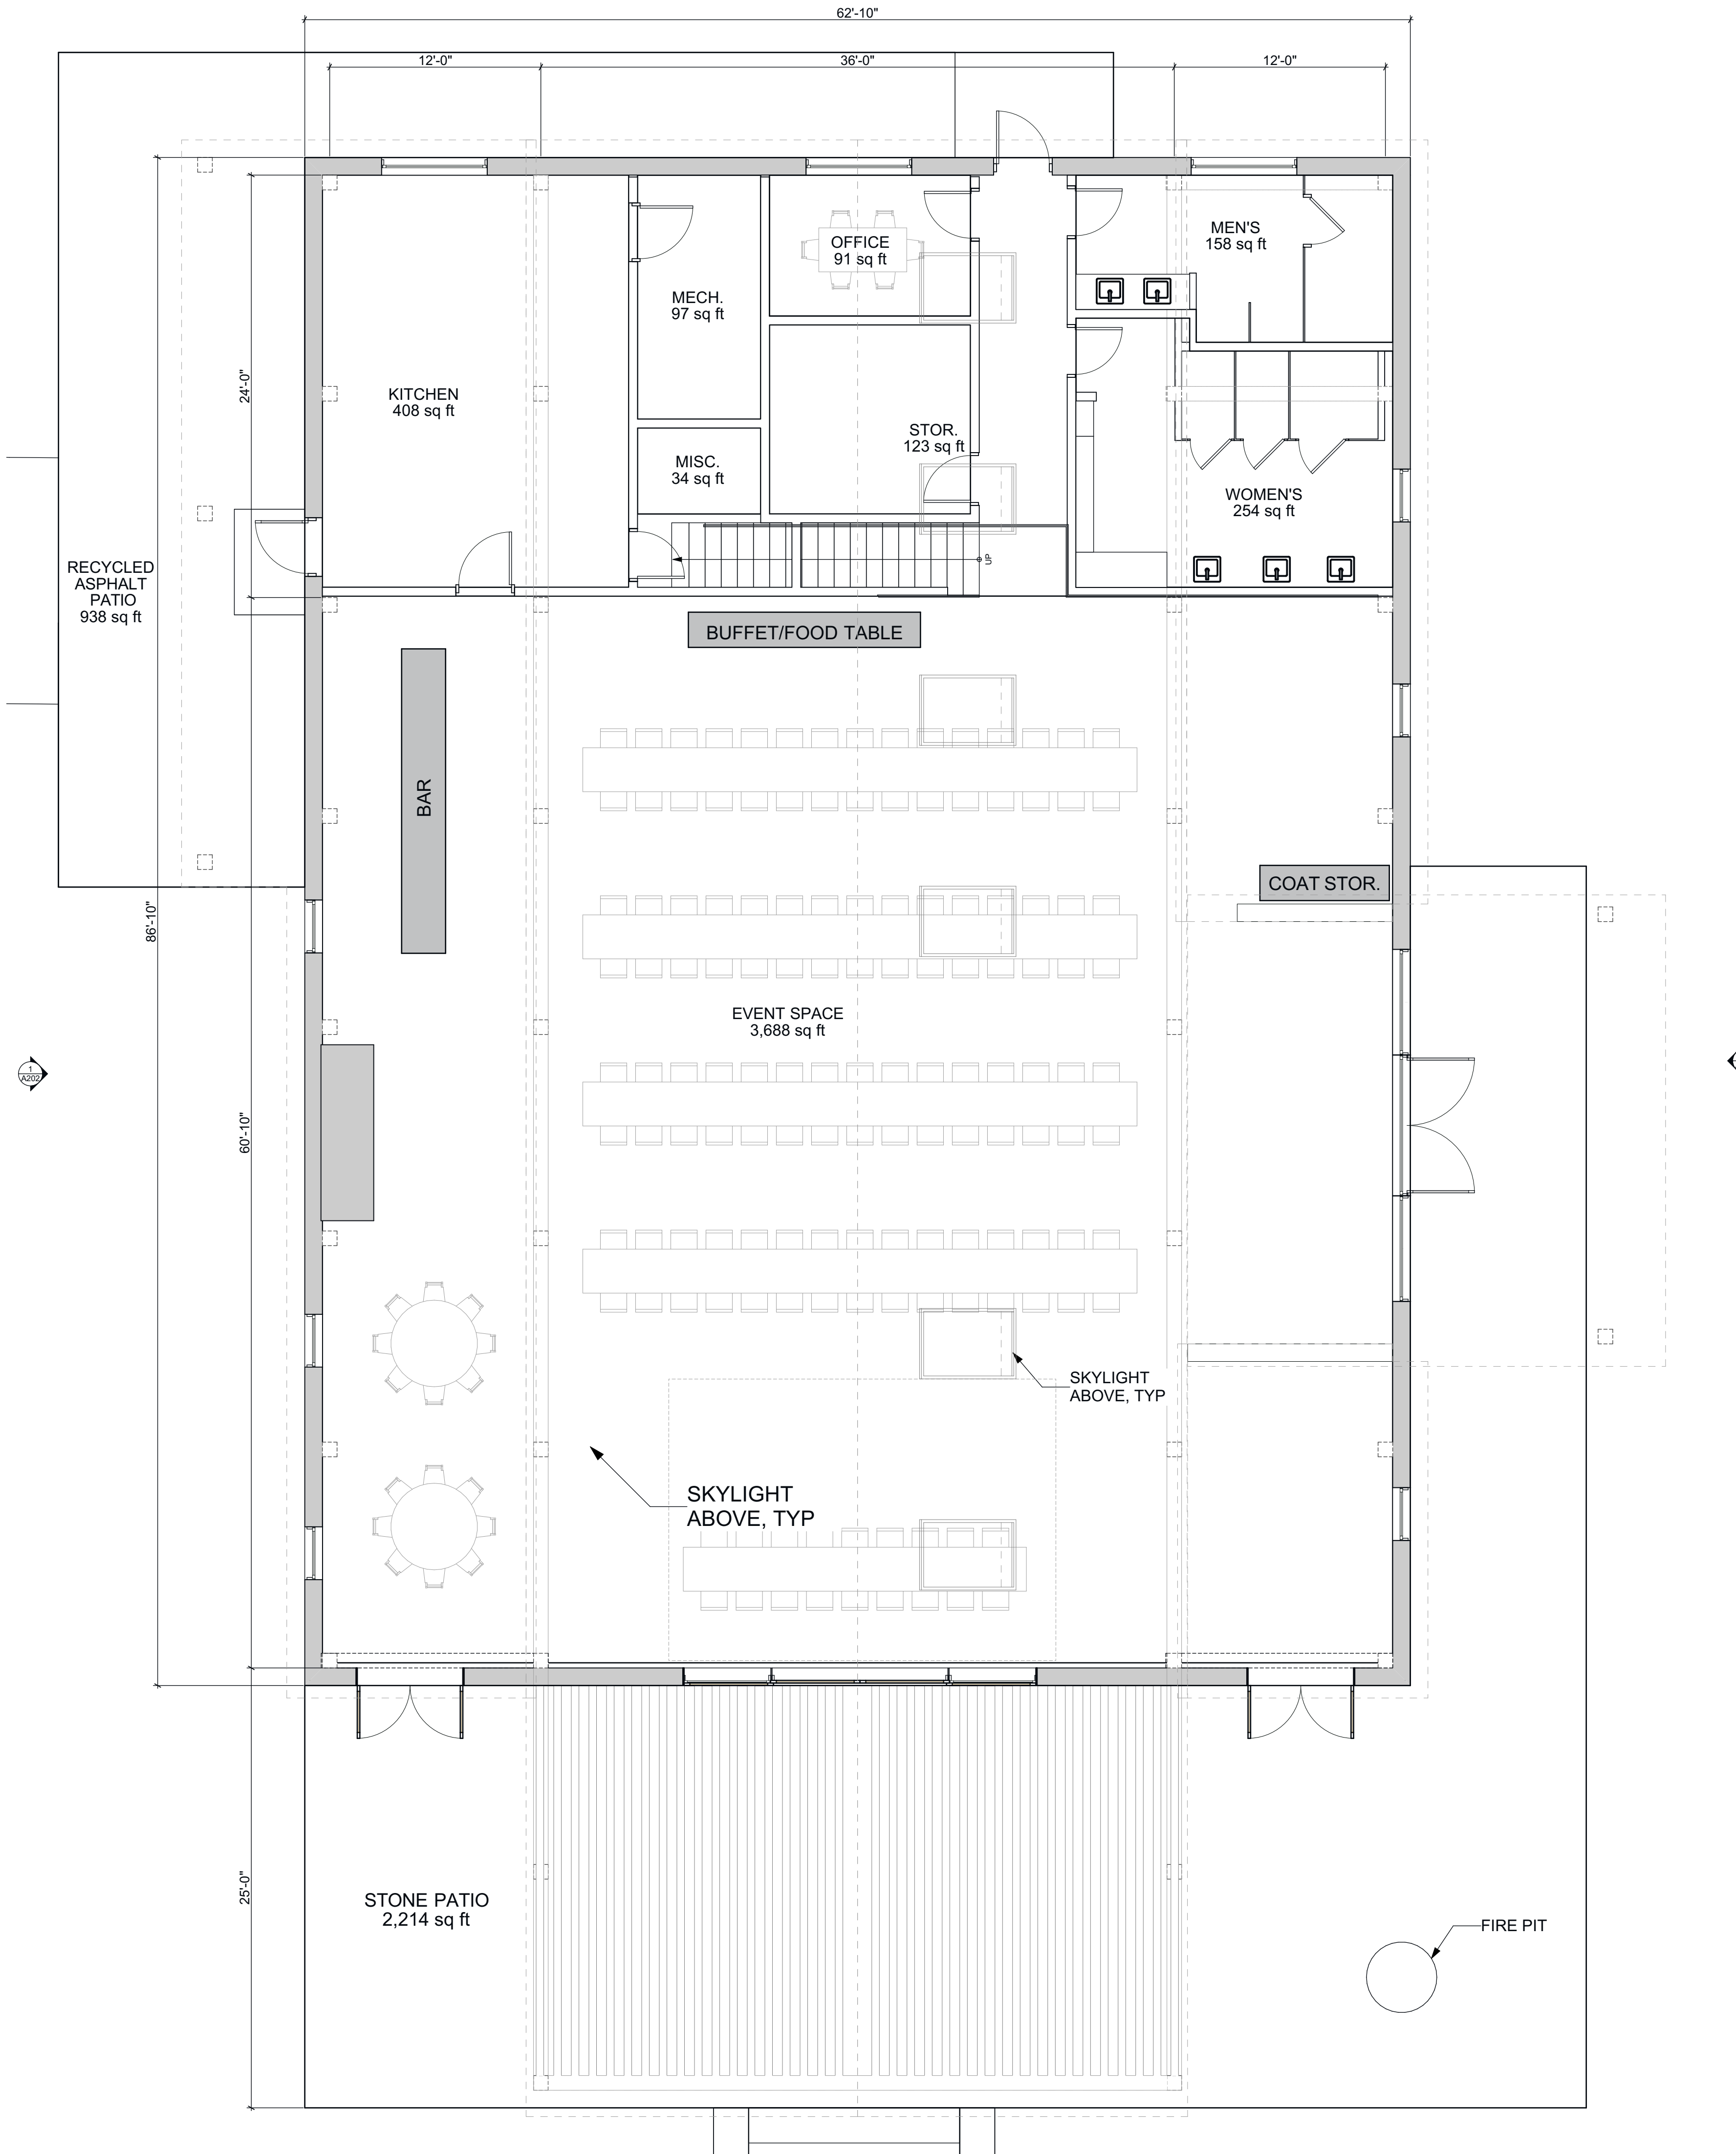 62'-10"
12'-0"
36'-0"
12'-0"
OFFICE
91 sq ft
MEN'S
158 sq ft
MECH.
97 sq ft
24'-0"
KITCHEN
408 sq ft
STOR.
123 sq ft
MISC.
34 sq ft
WOMEN'S
254 sq ft
UP
RECYCLED
ASPHALT
PATIO
938 sq ft
BUFFET/FOOD TABLE
BAR
COAT STOR.
86'-10"
EVENT SPACE
3,688 sq ft
1
A202
60'-10"
SKYLIGHT
ABOVE, TYP
SKYLIGHT
ABOVE, TYP
25'-0"
STONE PATIO
2,214 sq ft
FIRE PIT